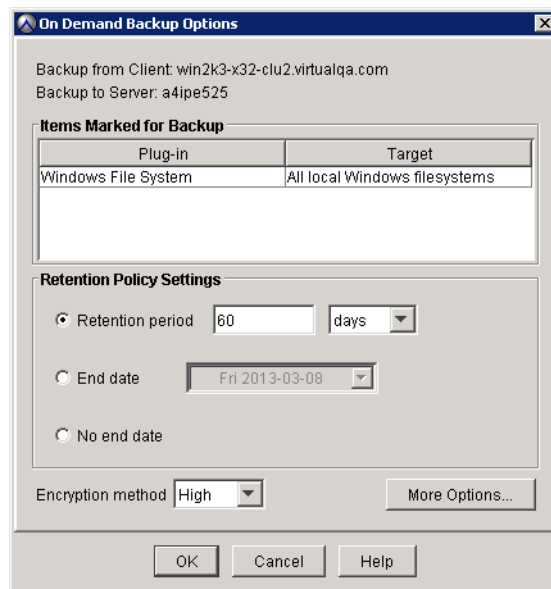 On Demand Backup Options
Backup from Client: win2k3-x32-clu2.virtualqa.com
Backup to Server: a4ipe525
Items Marked for Backup
Plug-in Target
Windows File System All local Windows filesystems
Retention Policy Settings
Retention period 60 days
End date Fri 2013-03-08
No end date
Encryption method High More Options...
OK Cancel Help